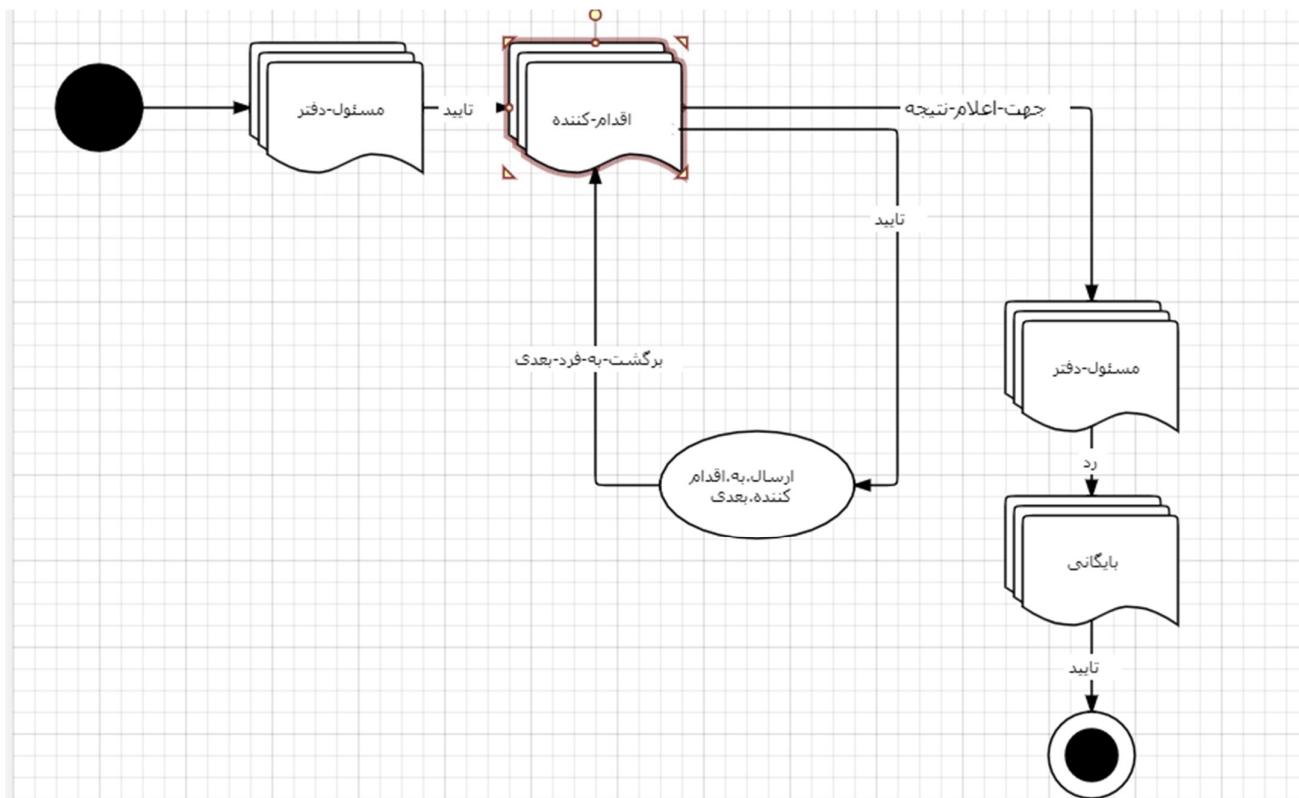 مسئول-دفتر
تایید
اقدام-کننده
جهت-اعلام-نتیجه
تایید
برگشت-به-فرد-بعدی
مسئول-دفتر
رد
ارسال.به.اقدام
کننده.بعدی
بایگانی
تایید